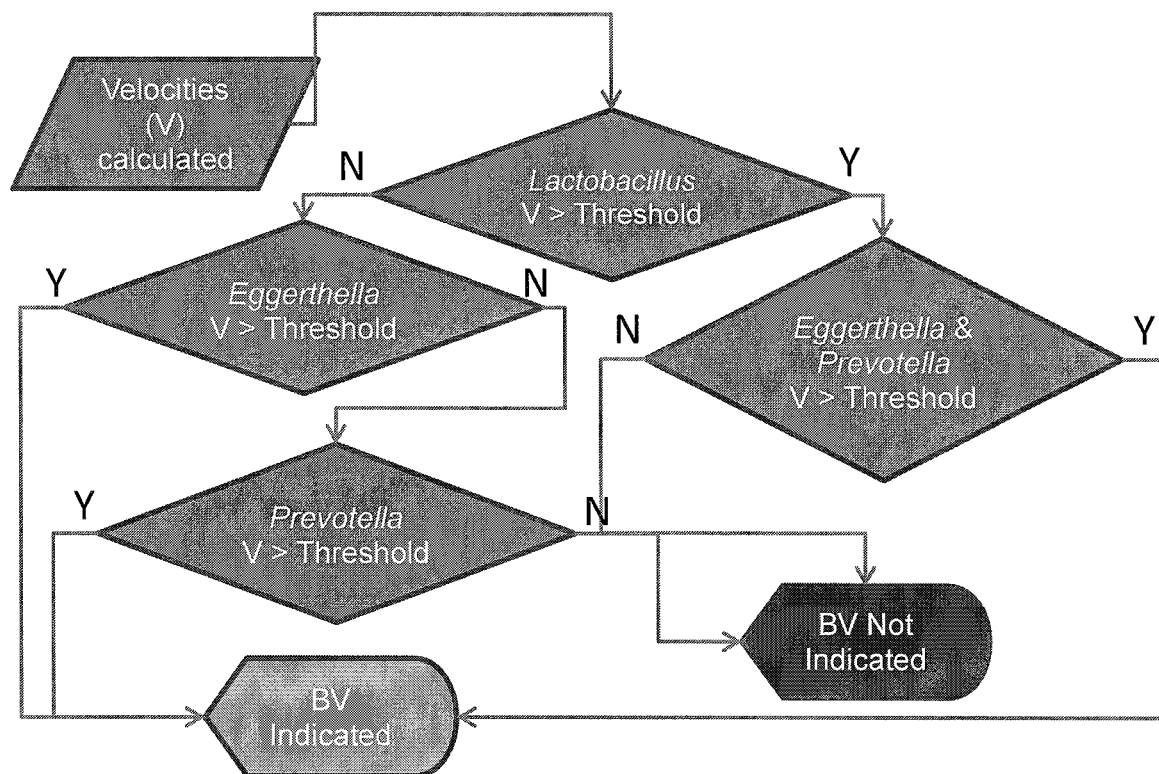 Velocities
(V)
calculated
N
Lactobacillus
V > Threshold
Y
Y
Eggerthella
V > Threshold
N
N
Eggerthella &
Prevotella
V > Threshold
Y
Y
Prevotella
V > Threshold
N
BV Not
Indicated
BV
Indicated